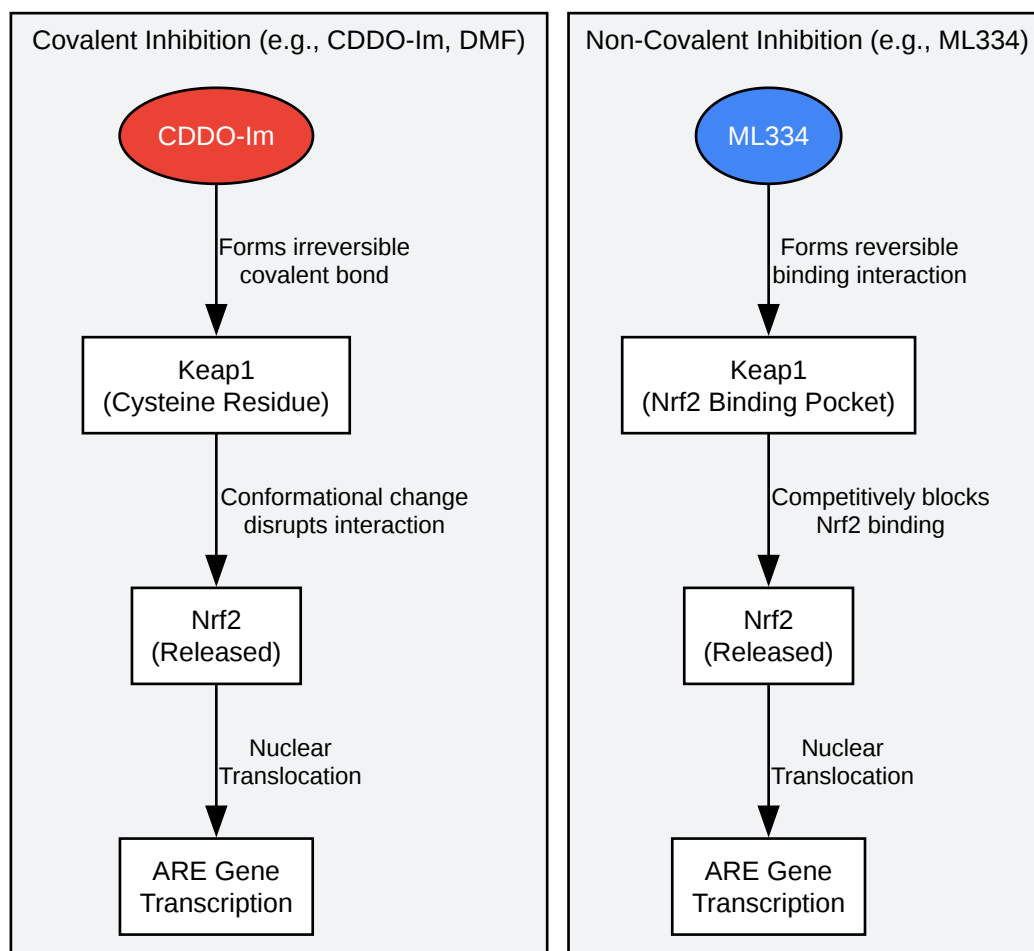 Covalent Inhibition (e.g., CDDO-Im, DMF)
CDDO-Im
Forms irreversible
covalent bond
Keap1
(Cysteine Residue)
Conformational change
disrupts interaction
Nrf2
(Released)
Nuclear
Translocation
ARE Gene
Transcription
Non-Covalent Inhibition (e.g., ML334)
ML334
Forms reversible
binding interaction
Keap1
(Nrf2 Binding Pocket)
Competitively blocks
Nrf2 binding
Nrf2
(Released)
Nuclear
Translocation
ARE Gene
Transcription